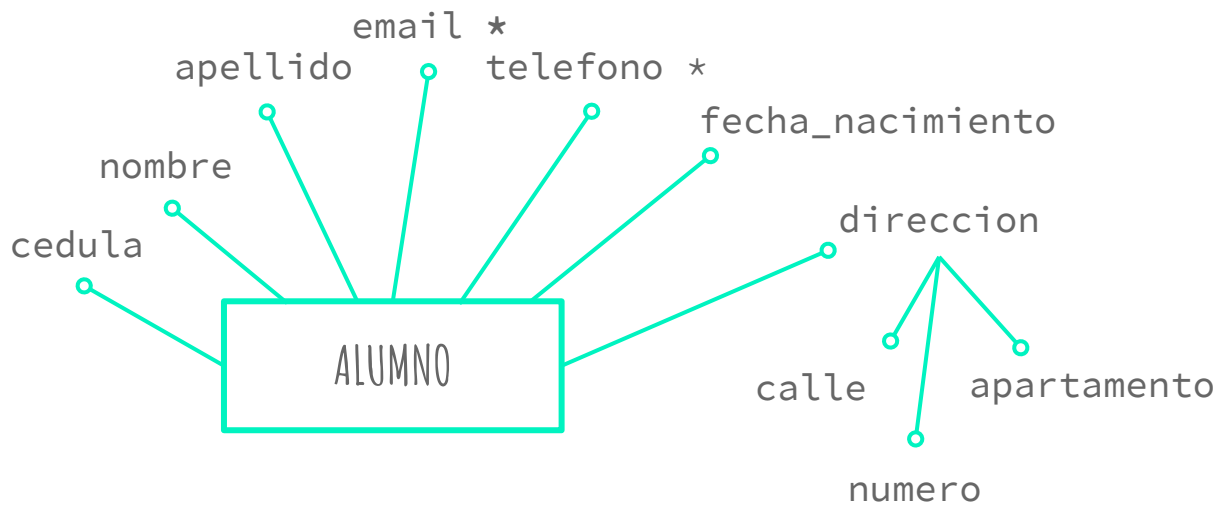 email *
apellido
telefono *
fecha_nacimiento
nombre
direccion
cedula
ALUMNO
calle
apartamento
numero